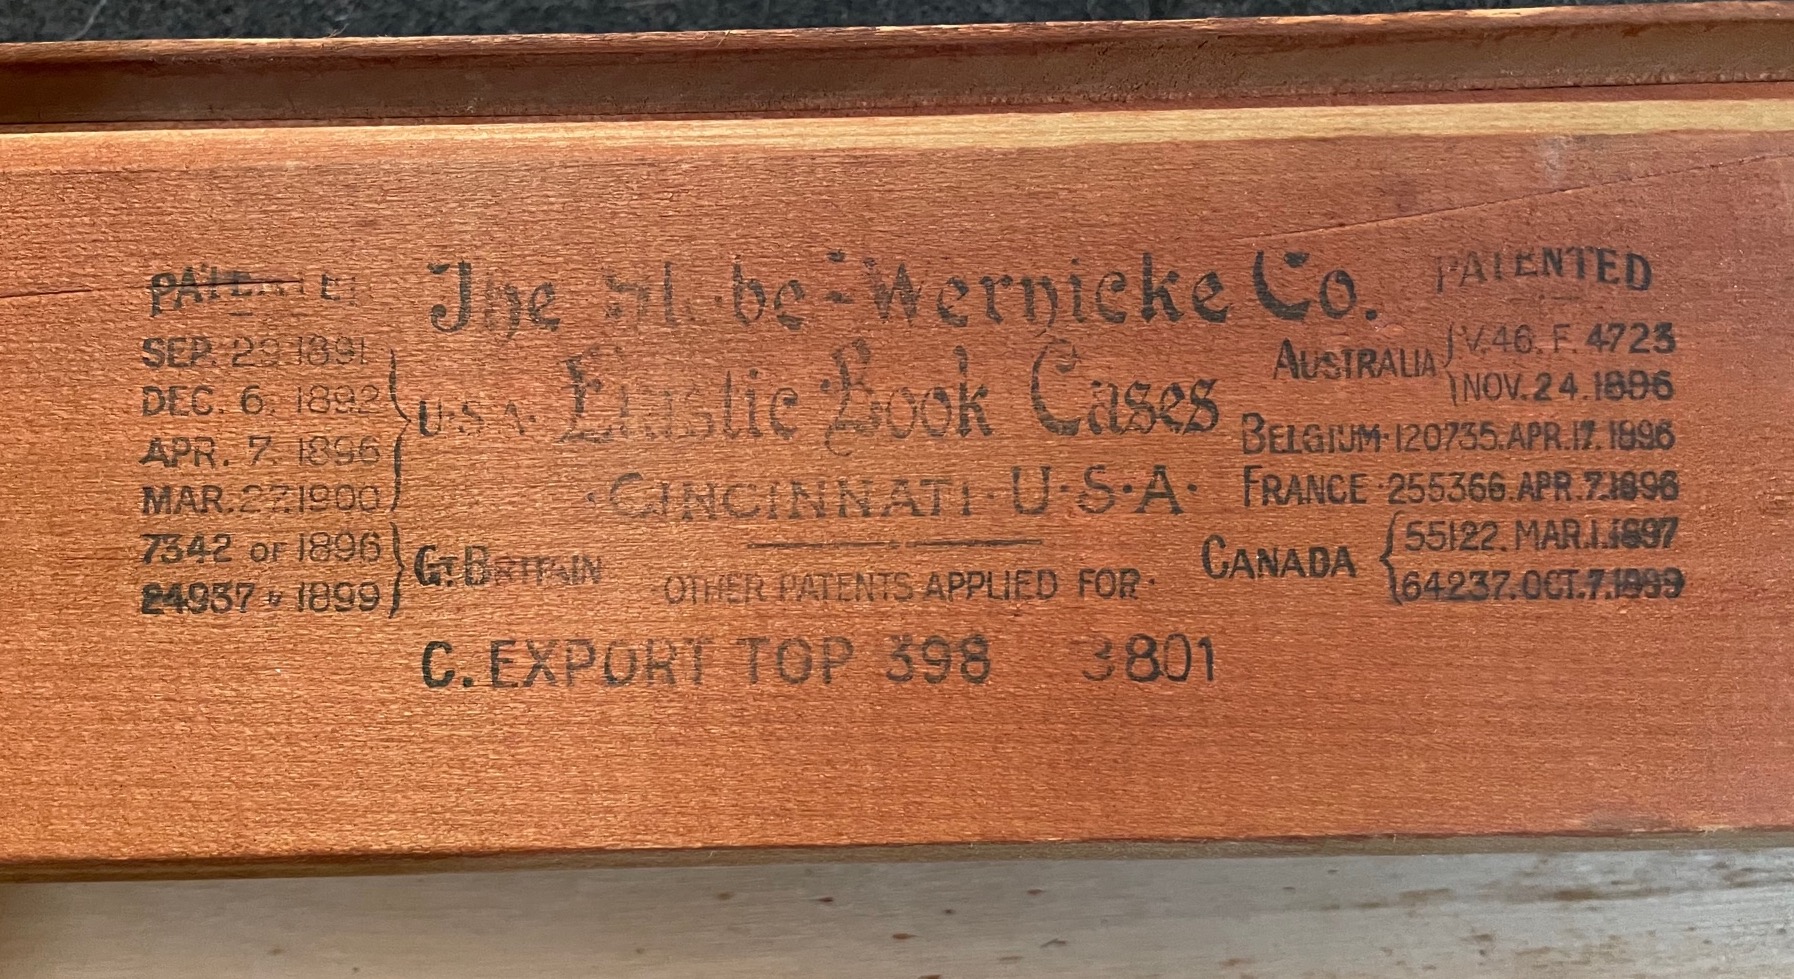 PATENTED
SEP. 29 1891
DEC. 6. 1892
APR. 7. 1896
MAR. 27. 1900
U.S.A.
7342 OF 1896
24937 " 1899
GT. BRITAIN
The Globe-Wernicke Co.
Elastic Book Cases
·CINCINNATI·U·S·A·
OTHER PATENTS APPLIED FOR·
C. EXPORT TOP 398 3801
PATENTED
AUSTRALIA V.46. F. 4723
NOV. 24. 1896
BELGIUM·120735. APR. 17. 1896
FRANCE·255366. APR. 7. 1896
CANADA 55122. MAR. 1. 1897
64237. OCT. 7. 1899